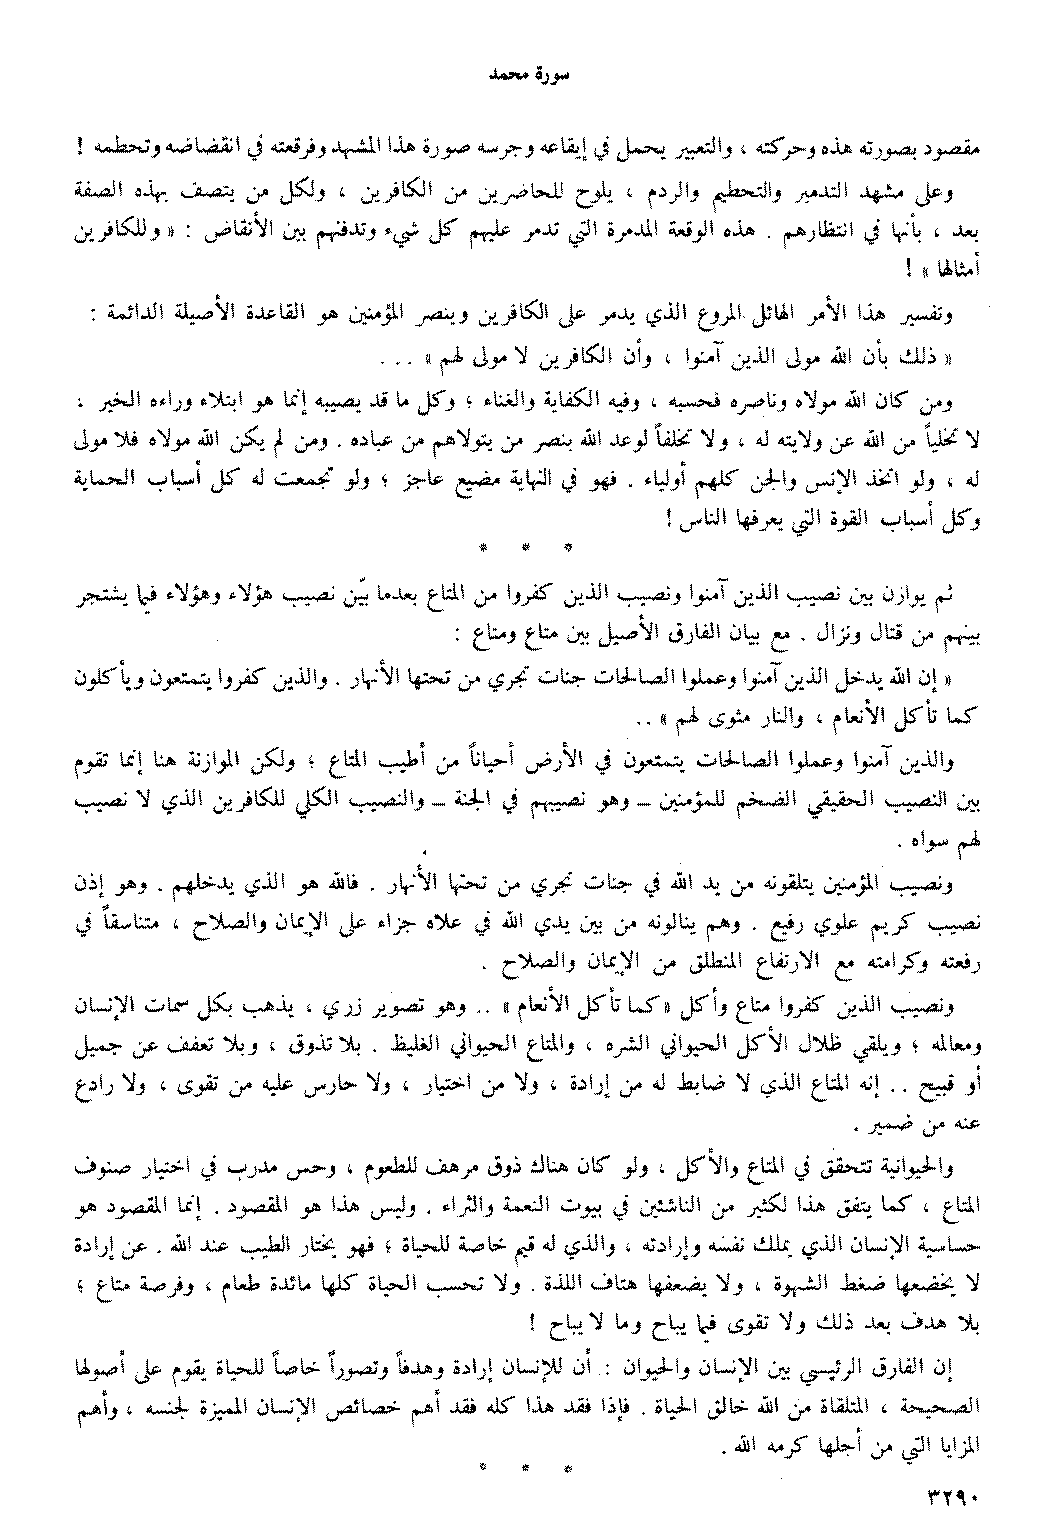 سورة محمد
مقصود بصورته هذه وحركته ، والتعبير يحمل في إيقاعه وجرسه صورة هذا المشهد وفرقعته في انقضاضه وتحطمه !
وعلى مشهد التدمير والتحطيم والردم ، يلوح للحاضرين من الكافرين ، ولكل من يتصف بهذه الصفة
بعد ، بأنها في انتظارهم . هذه الوقعة المدمرة التي تدمر عليهم كل شيء وتدفنهم بين الأنقاض : « وللكافرين
أمثالها » !
وتفسير هذا الأمر الهائل المروع الذي يدمر على الكافرين وينصر المؤمنين هو القاعدة الأصيلة الدائمة :
« ذلك بأن الله مولى الذين آمنوا ، وأن الكافرين لا مولى لهم » ...
ومن كان الله مولاه وناصره فحسبه ، وفيه الكفاية والغناء ؛ وكل ما قد يصيبه إنما هو ابتلاء وراءه الخير ،
لا تخلياً من الله عن ولايته له ، ولا تخلفاً لوعد الله بنصر من يتولاهم من عباده . ومن لم يكن الله مولاه فلا مولى
له ، ولو اتخذ الإنس والجن كلهم أولياء . فهو في النهاية مضيع عاجز ؛ ولو تجمعت له كل أسباب الحماية
وكل أسباب القوة التي يعرفها الناس !
* * *
ثم يوازن بين نصيب الذين آمنوا ونصيب الذين كفروا من المتاع بعدما بيّن نصيب هؤلاء وهؤلاء فيما يشتجر
بينهم من قتال ونزال . مع بيان الفارق الأصيل بين متاع ومتاع :
« إن الله يدخل الذين آمنوا وعملوا الصالحات جنات تجري من تحتها الأنهار . والذين كفروا يتمتعون ويأكلون
كما تأكل الأنعام ، والنار مثوى لهم » ..
والذين آمنوا وعملوا الصالحات يتمتعون في الأرض أحياناً من أطيب المتاع ؛ ولكن الموازنة هنا إنما تقوم
بين النصيب الحقيقي الضخم للمؤمنين – وهو نصيبهم في الجنة – والنصيب الكلي للكافرين الذي لا نصيب
لهم سواه .
ونصيب المؤمنين يتلقونه من يد الله في جنات تجري من تحتها الأنهار . فالله هو الذي يدخلهم . وهو إذن
نصيب كريم علوي رفيع . وهم ينالونه من بين يدي الله في علاه جزاء على الإيمان والصلاح ، متناسقاً في
رفعته وكرامته مع الارتفاع المنطلق من الإيمان والصلاح .
ونصيب الذين كفروا متاع وأكل « كما تأكل الأنعام » .. وهو تصوير زري ، يذهب بكل سمات الإنسان
ومعالمه ؛ ويلقي ظلال الأكل الحيواني الشره ، والمتاع الحيواني الغليظ . بلا تذوق ، وبلا تعفف عن جميل
أو قبيح .. إنه المتاع الذي لا ضابط له من إرادة ، ولا من اختيار ، ولا حارس عليه من تقوى ، ولا رادع
عنه من ضمير .
والحيوانية تتحقق في المتاع والأكل ، ولو كان هناك ذوق مرهف للطعوم ، وحس مدرب في اختيار صنوف
المتاع ، كما يتفق هذا لكثير من الناشئين في بيوت النعمة والثراء . وليس هذا هو المقصود . إنما المقصود هو
حساسية الإنسان الذي يملك نفسه وإرادته ، والذي له قيم خاصة للحياة ؛ فهو يختار الطيب عند الله . عن إرادة
لا يخضعها ضغط الشهوة ، ولا يضعفها هتاف اللذة . ولا تحسب الحياة كلها مائدة طعام ، وفرصة متاع ؛
بلا هدف بعد ذلك ولا تقوى فيما يباح وما لا يباح !
إن الفارق الرئيسي بين الإنسان والحيوان : أن للإنسان إرادة وهدفاً وتصوراً خاصاً للحياة يقوم على أصولها
الصحيحة ، المتلقاة من الله خالق الحياة . فإذا فقد هذا كله فقد أهم خصائص الإنسان المميزة لجنسه ، وأهم
المزايا التي من أجلها كرمه الله .
* * *
٣٢٩٠